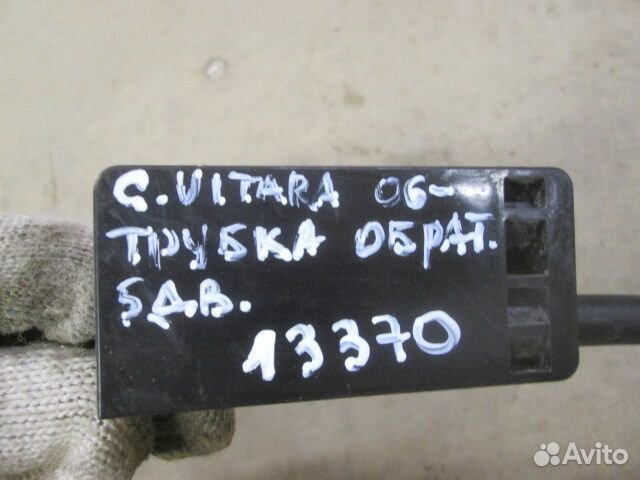 G.VITARA 06-
ТРУБКА ОБРАТ.
5ДВ.
13370
Avito